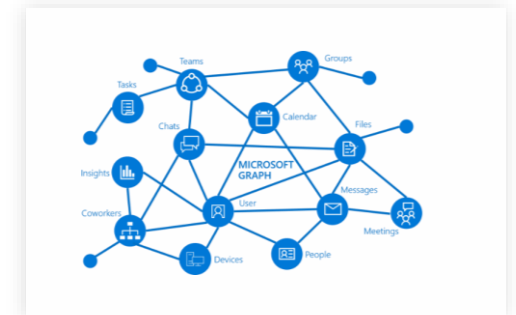 Teams
Groups
Tasks
Calendar
Chats
Files
MICROSOFT
GRAPH
Insights
Messages
User
Coworkers
Meetings
People
Devices